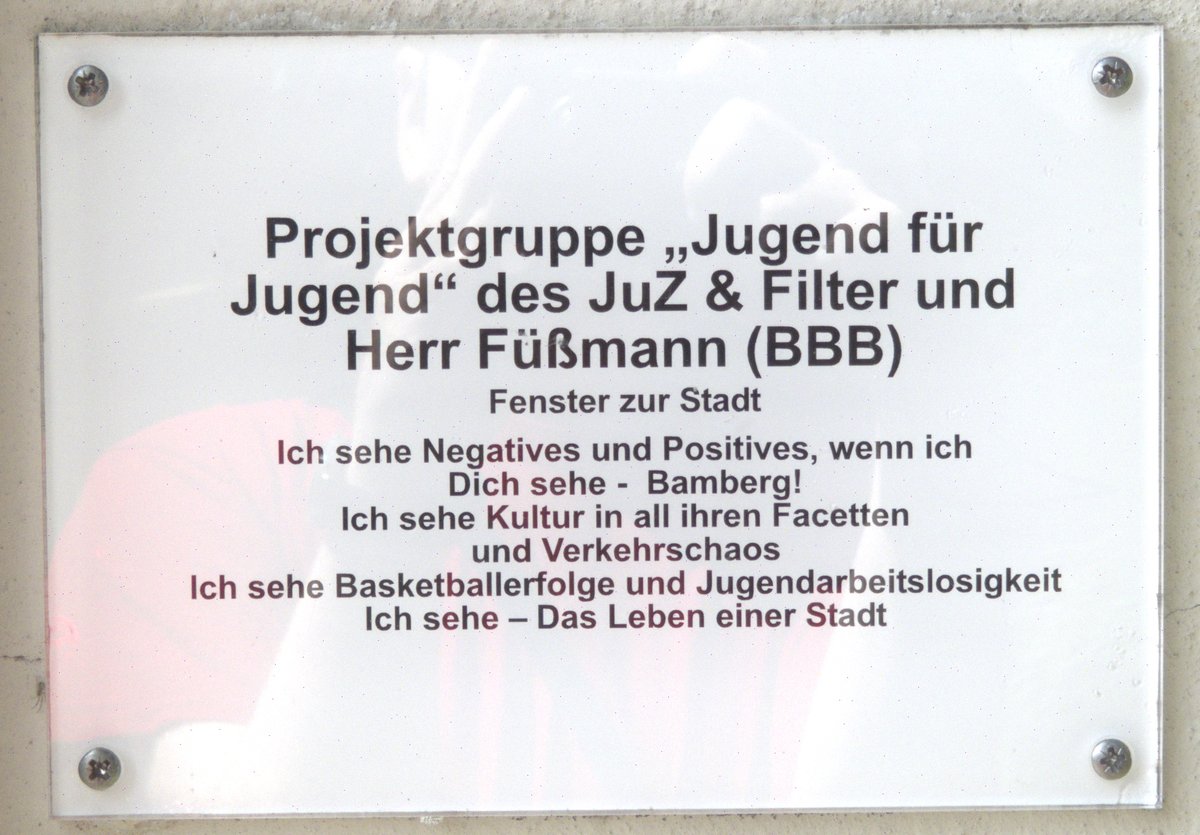 Projektgruppe „Jugend für
Jugend“ des JuZ & Filter und
Herr Füßmann (BBB)
Fenster zur Stadt
Ich sehe Negatives und Positives, wenn ich
Dich sehe -  Bamberg!
Ich sehe Kultur in all ihren Facetten
und Verkehrschaos
Ich sehe Basketballerfolge und Jugendarbeitslosigkeit
Ich sehe – Das Leben einer Stadt